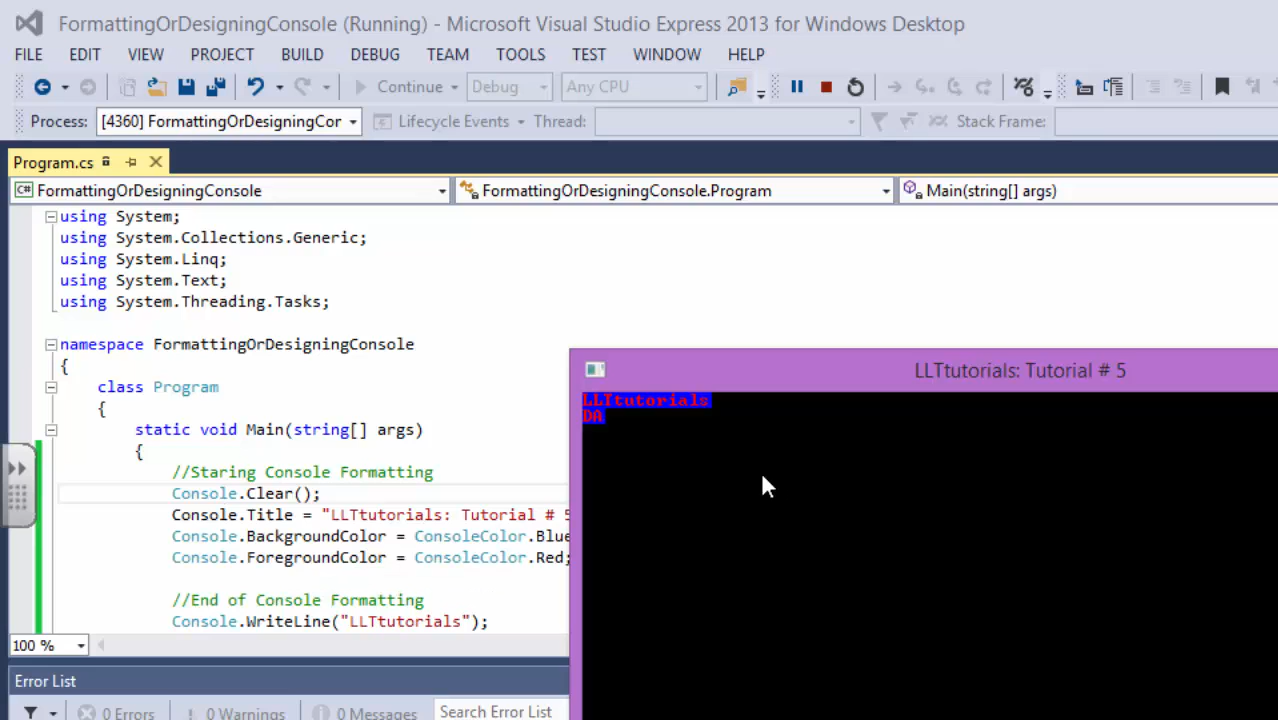 FormattingOrDesigningConsole (Running) - Microsoft Visual Studio Express 2013 for Windows Desktop
FILE EDIT VIEW PROJECT BUILD DEBUG TEAM TOOLS TEST WINDOW HELP
Continue Debug Any CPU
Process: [4360] FormattingOrDesigningCor Lifecycle Events Thread: Stack Frame:
Program.cs
C# FormattingOrDesigningConsole FormattingOrDesigningConsole.Program Main(string[] args)
using System;
using System.Collections.Generic;
using System.Linq;
using System.Text;
using System.Threading.Tasks;
namespace FormattingOrDesigningConsole
{
class Program
{
static void Main(string[] args)
{
//Staring Console Formatting
Console.Clear();
Console.Title = "LLTtutorials: Tutorial # 5
Console.BackgroundColor = ConsoleColor.Blue
Console.ForegroundColor = ConsoleColor.Red;
//End of Console Formatting
Console.WriteLine("LLTtutorials");
LLTtutorials: Tutorial # 5
LLTtutorials
DA
100 %
Error List
0 Errors 0 Warnings 0 Messages Search Error List